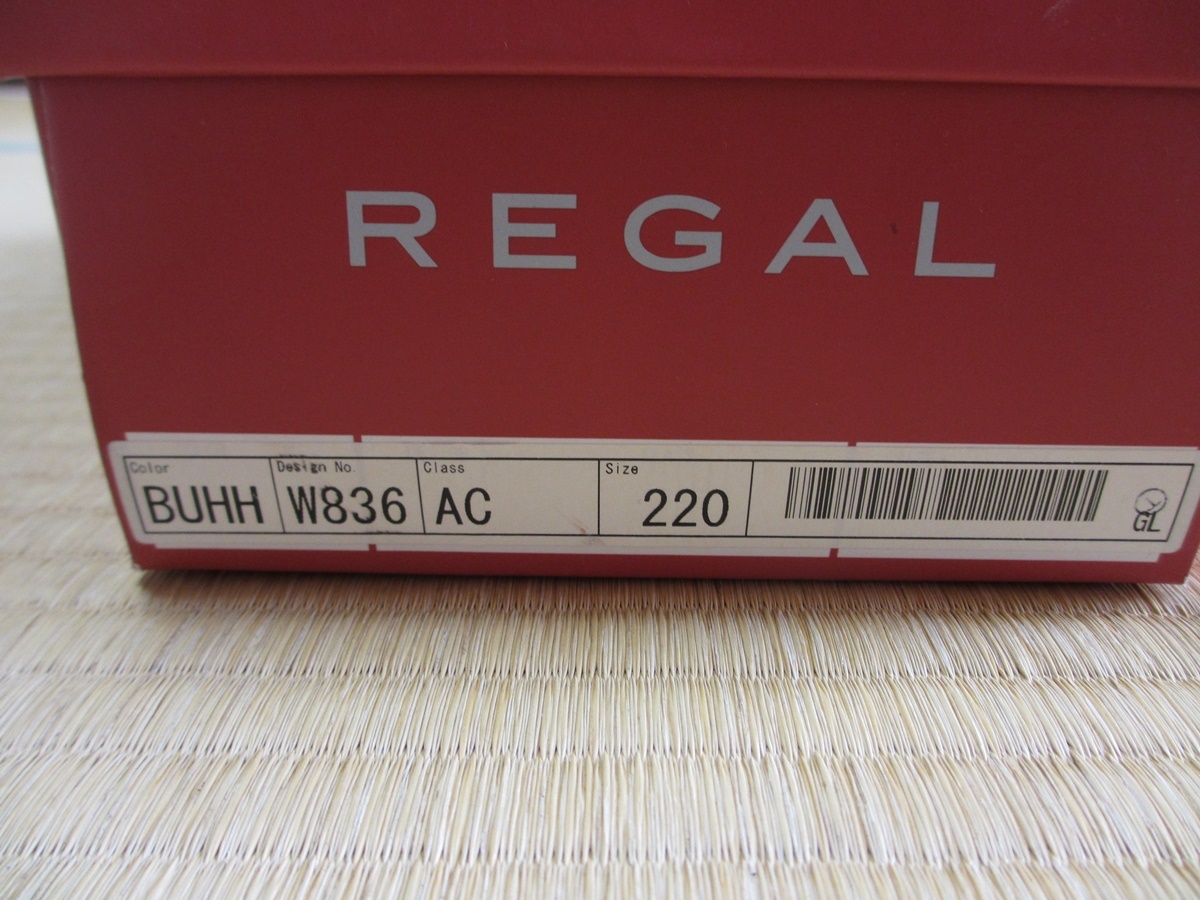 REGAL
Color Design No. Class Size
BUHH W836 AC 220 GL